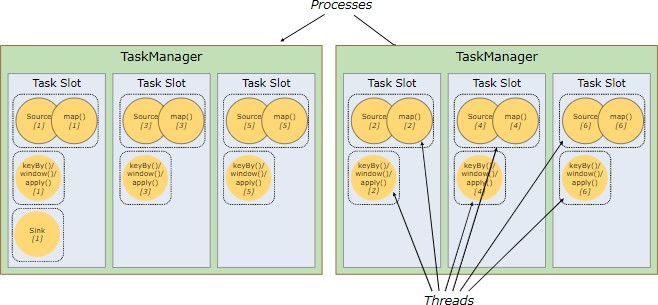 Processes
TaskManager
Task Slot Task Slot Task Slot
Source map() Source map() Source map()
[1] [1] [3] [3] [5] [5]
keyBy()/ keyBy()/ keyBy()/
window()/ window()/ window()/
apply() apply() apply()
[1] [3] [5]
Sink
[1]
TaskManager
Task Slot Task Slot Task Slot
Source map() Source map() Source map()
[2] [2] [4] [4] [6] [6]
keyBy()/ keyBy()/ keyBy()/
window()/ window()/ window()/
apply() apply() apply()
[2] [4] [6]
Threads